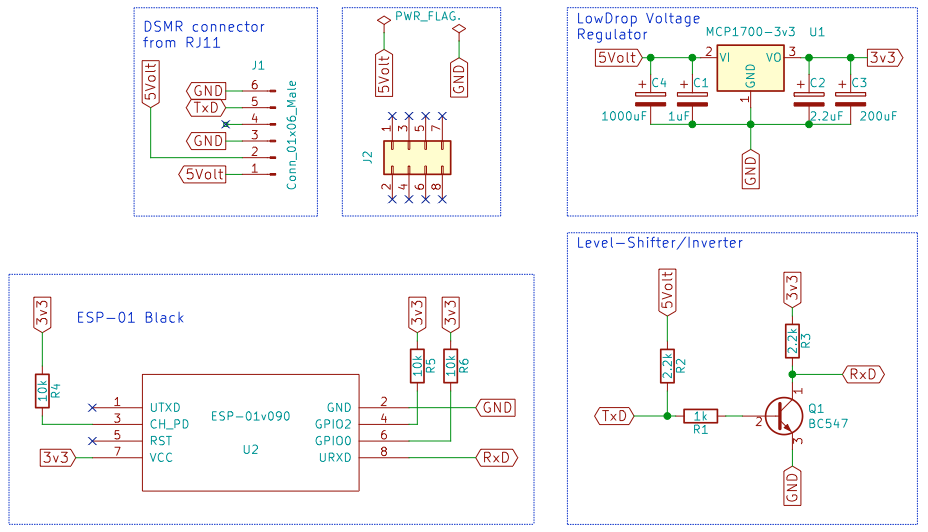 DSMR connector
from RJ11
5Volt
J1
GND
6
TxD
5
4
GND
3
2
5Volt
1
Conn_01x06_Male
PWR_FLAG.
5Volt
GND
J2
1 3 5 7
2 4 6 8
LowDrop Voltage
Regulator
MCP1700-3v3 U1
5Volt
2 VI VO 3
3v3
GND
1
+ C4
1000uF
+ C1
1uF
+ C2
2.2uF
+ C3
200uF
GND
ESP-01 Black
3v3
10k
R4
3v3
10k
R5
3v3
10k
R6
ESP-01v090
U2
1 UTXD
3 CH_PD
5 RST
3v3
7 VCC
GND 2
GND
GPIO2 4
GPIO0 6
URXD 8
RxD
Level-Shifter/Inverter
5Volt
2.2k
R2
3v3
2.2k
R3
RxD
TxD
1k
R1
1
2
3
Q1
BC547
GND